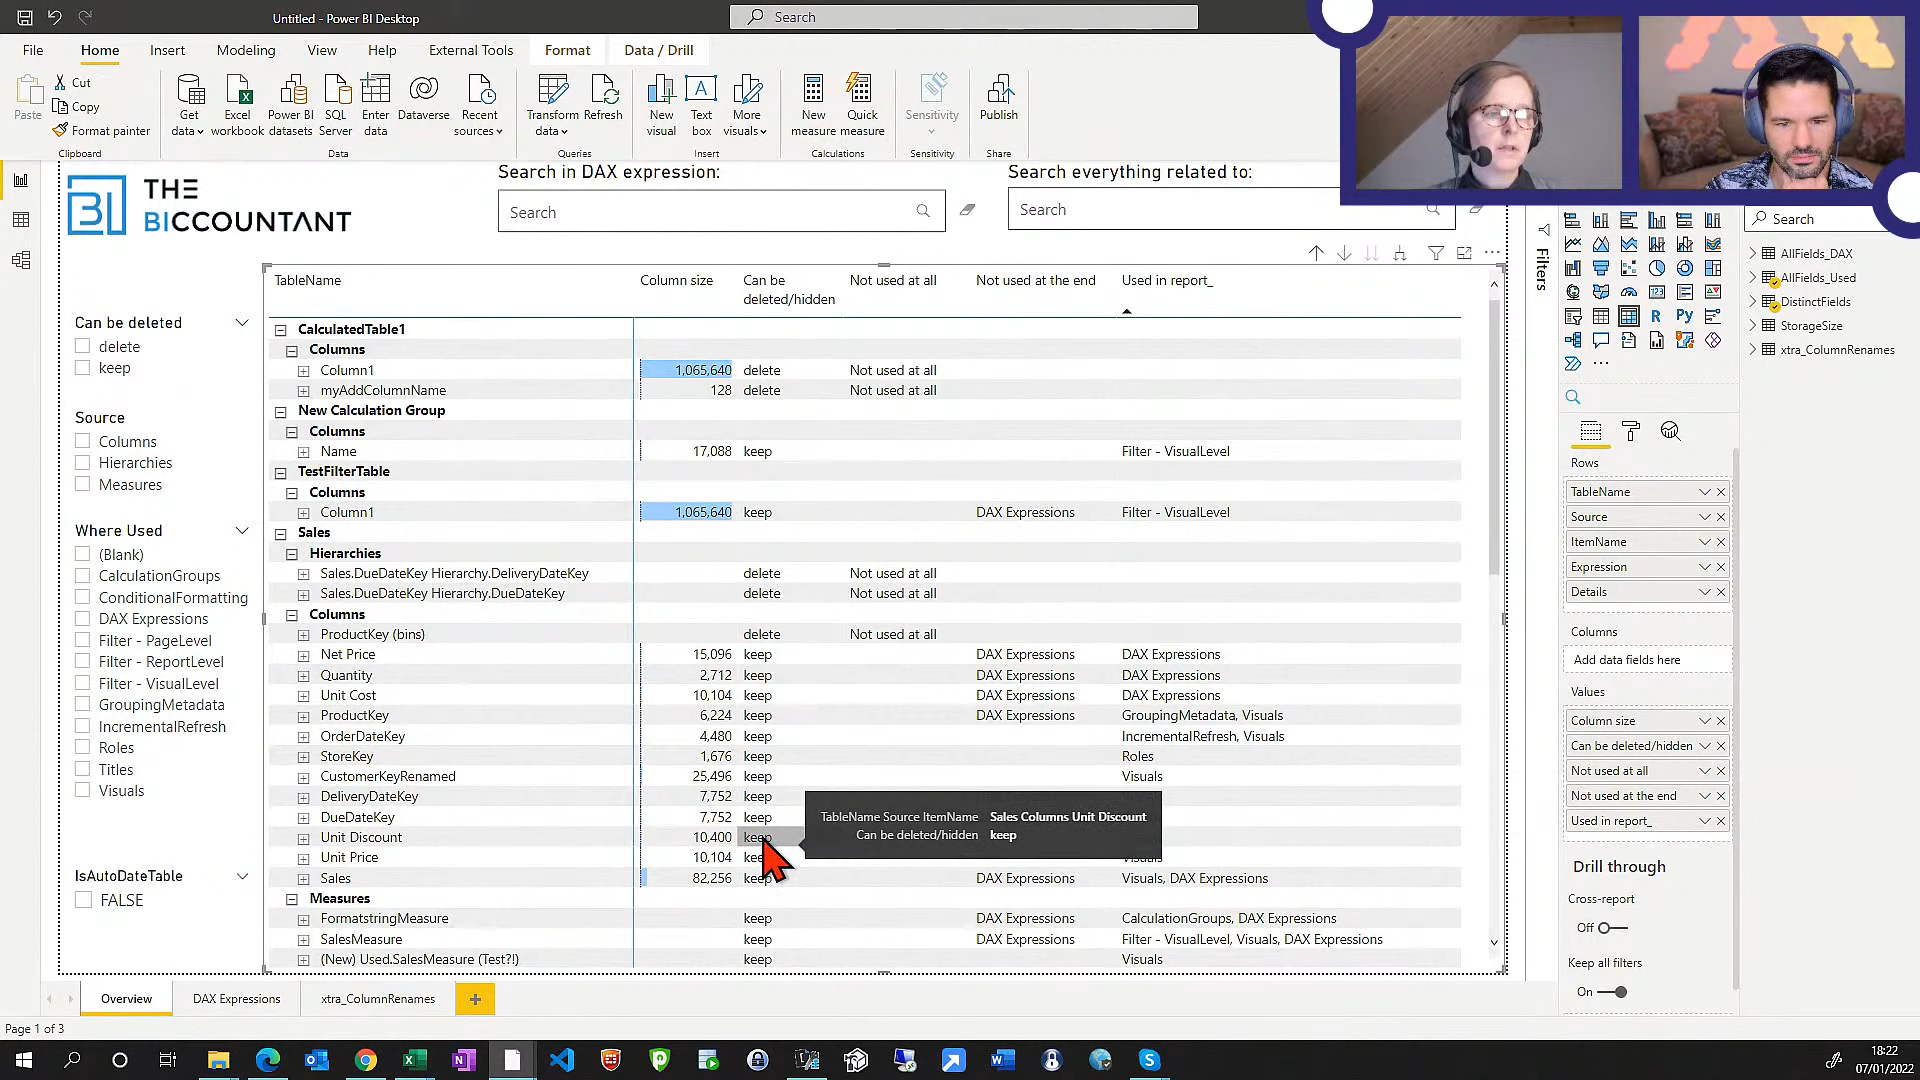 Untitled - Power BI Desktop
Search
File
Home
Insert
Modeling
View
Help
External Tools
Format
Data / Drill
Paste
Cut
Copy
Format painter
Clipboard
Get data
Excel workbook
Power BI datasets
SQL Server
Enter data
Dataverse
Recent sources
Data
Transform data
Refresh
Queries
New visual
Text box
More visuals
Insert
New measure
Quick measure
Calculations
Sensitivity
Sensitivity
Publish
Share
THE
BICCOUNTANT
Search in DAX expression:
Search
Search everything related to:
Search
Can be deleted
delete
keep
Source
Columns
Hierarchies
Measures
Where Used
(Blank)
CalculationGroups
ConditionalFormatting
DAX Expressions
Filter - PageLevel
Filter - ReportLevel
Filter - VisualLevel
GroupingMetadata
IncrementalRefresh
Roles
Titles
Visuals
IsAutoDateTable
FALSE
TableName Column size Can be deleted/hidden Not used at all Not used at the end Used in report_
CalculatedTable1
Columns
Column1 1,065,640 delete Not used at all
myAddColumnName 128 delete Not used at all
New Calculation Group
Columns
Name 17,088 keep Filter - VisualLevel
TestFilterTable
Columns
Column1 1,065,640 keep DAX Expressions Filter - VisualLevel
Sales
Hierarchies
Sales.DueDateKey Hierarchy.DeliveryDateKey delete Not used at all
Sales.DueDateKey Hierarchy.DueDateKey delete Not used at all
Columns
ProductKey (bins) delete Not used at all
Net Price 15,096 keep DAX Expressions DAX Expressions
Quantity 2,712 keep DAX Expressions DAX Expressions
Unit Cost 10,104 keep DAX Expressions DAX Expressions
ProductKey 6,224 keep DAX Expressions GroupingMetadata, Visuals
OrderDateKey 4,480 keep IncrementalRefresh, Visuals
StoreKey 1,676 keep Roles
CustomerKeyRenamed 25,496 keep Visuals
DeliveryDateKey 7,752 keep
DueDateKey 7,752 keep
Unit Discount 10,400 keep
Unit Price 10,104 keep Visuals
Sales 82,256 keep DAX Expressions Visuals, DAX Expressions
Measures
FormatstringMeasure keep DAX Expressions CalculationGroups, DAX Expressions
SalesMeasure keep DAX Expressions Filter - VisualLevel, Visuals, DAX Expressions
(New) Used.SalesMeasure (Test?!) keep Visuals
TableName Source ItemName Sales Columns Unit Discount
Can be deleted/hidden keep
Filters
Rows
TableName
Source
ItemName
Expression
Details
Columns
Add data fields here
Values
Column size
Can be deleted/hidden
Not used at all
Not used at the end
Used in report_
Drill through
Cross-report
Off
Keep all filters
On
Search
AllFields_DAX
AllFields_Used
DistinctFields
StorageSize
xtra_ColumnRenames
Overview
DAX Expressions
xtra_ColumnRenames
Page 1 of 3
18:22
07/01/2022